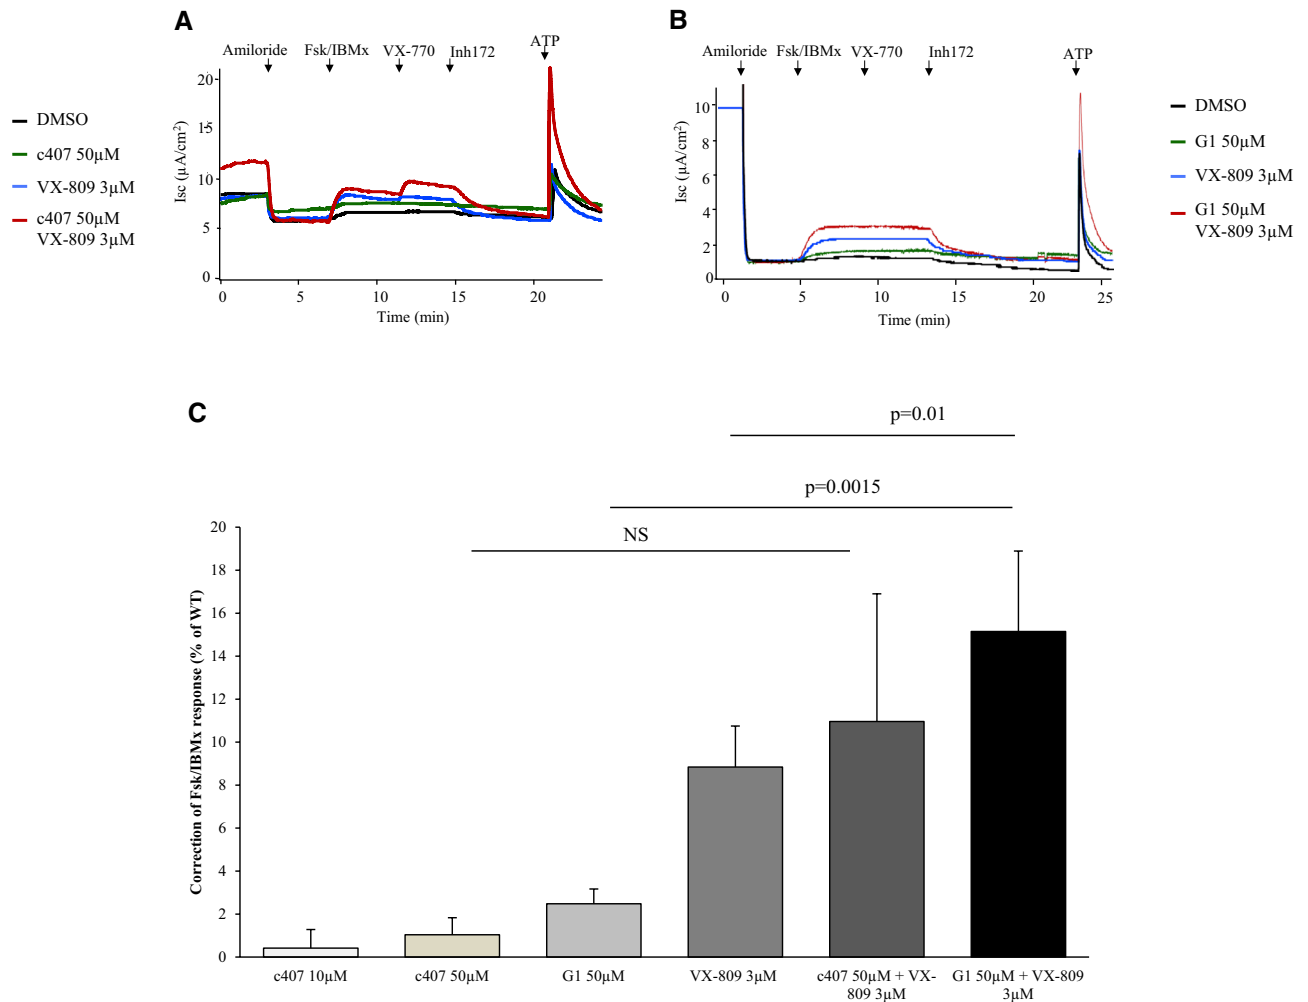 A
Amiloride Fsk/IBMx VX-770 Inh172 ATP
DMSO
c407 50µM
VX-809 3µM
c407 50µM
VX-809 3µM
Isc (µA/cm²)
20
15
10
5
0
0 5 10 15 20
Time (min)
B
Amiloride Fsk/IBMx VX-770 Inh172 ATP
Isc (µA/cm²)
10
8
6
4
2
0
0 5 10 15 20 25
Time (min)
DMSO
G1 50µM
VX-809 3µM
G1 50µM
VX-809 3µM
C
p=0.01
p=0.0015
NS
Correction of Fsk/IBMx response (% of WT)
20
18
16
14
12
10
8
6
4
2
0
c407 10µM c407 50µM G1 50µM VX-809 3µM c407 50µM + VX- G1 50µM + VX-809
809 3µM 3µM